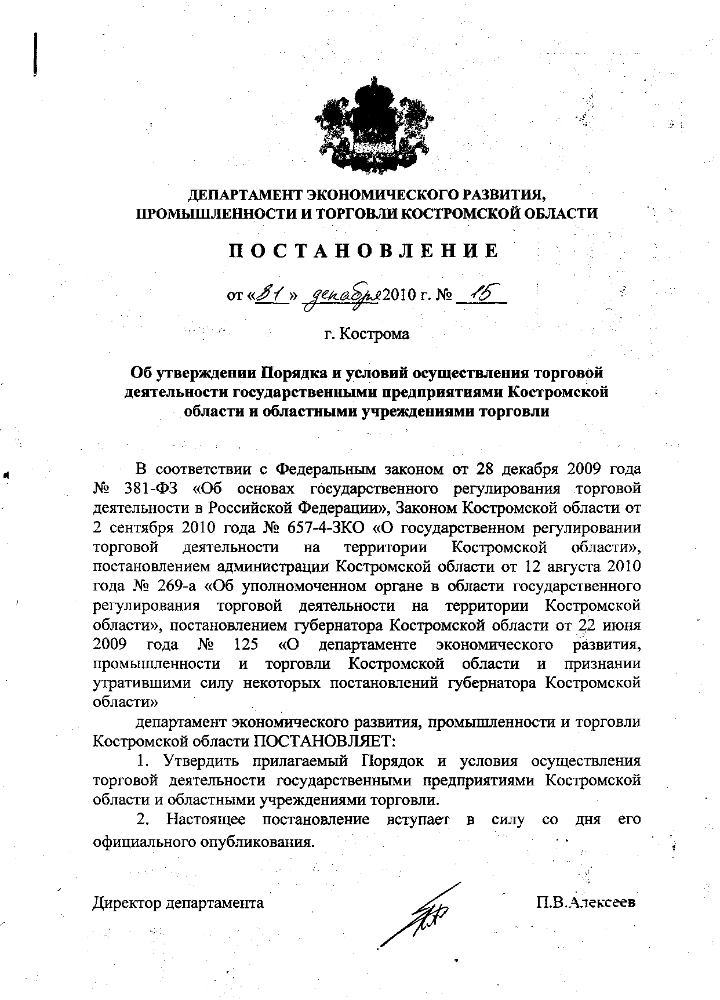 ДЕПАРТАМЕНТ ЭКОНОМИЧЕСКОГО РАЗВИТИЯ,
ПРОМЫШЛЕННОСТИ И ТОРГОВЛИ КОСТРОМСКОЙ ОБЛАСТИ
П О С Т А Н О В Л Е Н И Е
от «31» декабря 2010 г. № 15
г. Кострома
Об утверждении Порядка и условий осуществления торговой
деятельности государственными предприятиями Костромской
области и областными учреждениями торговли
В соответствии с Федеральным законом от 28 декабря 2009 года
№ 381-ФЗ «Об основах государственного регулирования торговой
деятельности в Российской Федерации», Законом Костромской области от
2 сентября 2010 года № 657-4-ЗКО «О государственном регулировании
торговой деятельности на территории Костромской области»,
постановлением администрации Костромской области от 12 августа 2010
года № 269-а «Об уполномоченном органе в области государственного
регулирования торговой деятельности на территории Костромской
области», постановлением губернатора Костромской области от 22 июня
2009 года № 125 «О департаменте экономического развития,
промышленности и торговли Костромской области и признании
утратившими силу некоторых постановлений губернатора Костромской
области»
департамент экономического развития, промышленности и торговли
Костромской области ПОСТАНОВЛЯЕТ:
1. Утвердить прилагаемый Порядок и условия осуществления
торговой деятельности государственными предприятиями Костромской
области и областными учреждениями торговли.
2. Настоящее постановление вступает в силу со дня его
официального опубликования.
Директор департамента П.В.Алексеев